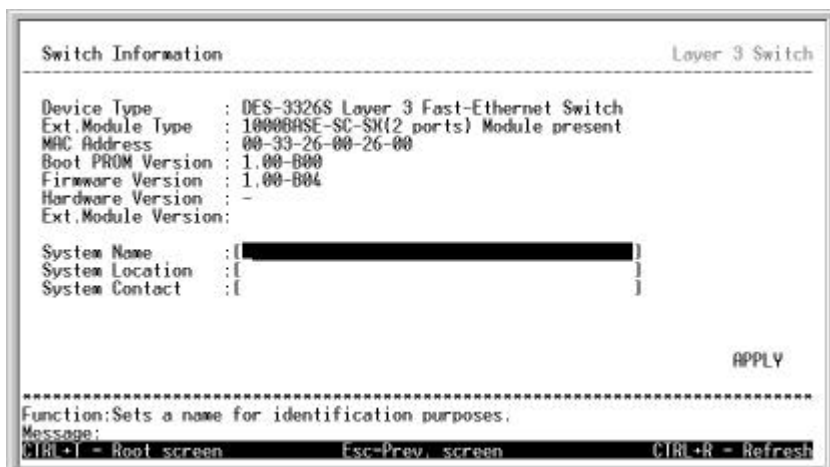 Switch Information Layer 3 Switch
Device Type : DES-3326S Layer 3 Fast-Ethernet Switch
Ext.Module Type : 1000BASE-SC-SX(2 ports) Module present
MAC Address : 00-33-26-00-26-00
Boot PROM Version : 1.00-B00
Firmware Version : 1.00-B04
Hardware Version : -
Ext.Module Version:
System Name :[ ]
System Location :[ ]
System Contact :[ ]
APPLY
Function:Sets a name for identification purposes.
Message:
CTRL+T = Root screen Esc=Prev. screen CTRL+R = Refresh